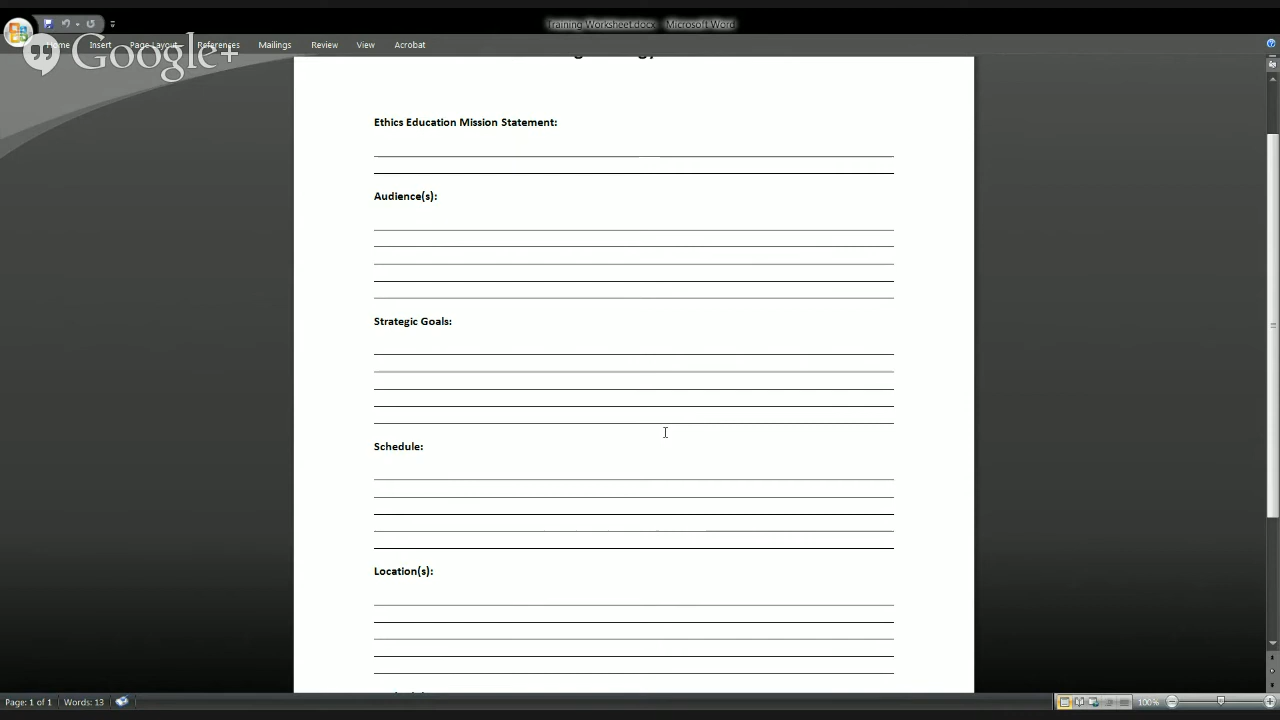 Training Worksheet.docx - Microsoft Word
Home Insert Page Layout References Mailings Review View Acrobat
Google+
Ethics Education Mission Statement:
Audience(s):
Strategic Goals:
Schedule:
Location(s):
Page: 1 of 1 Words: 13 100%